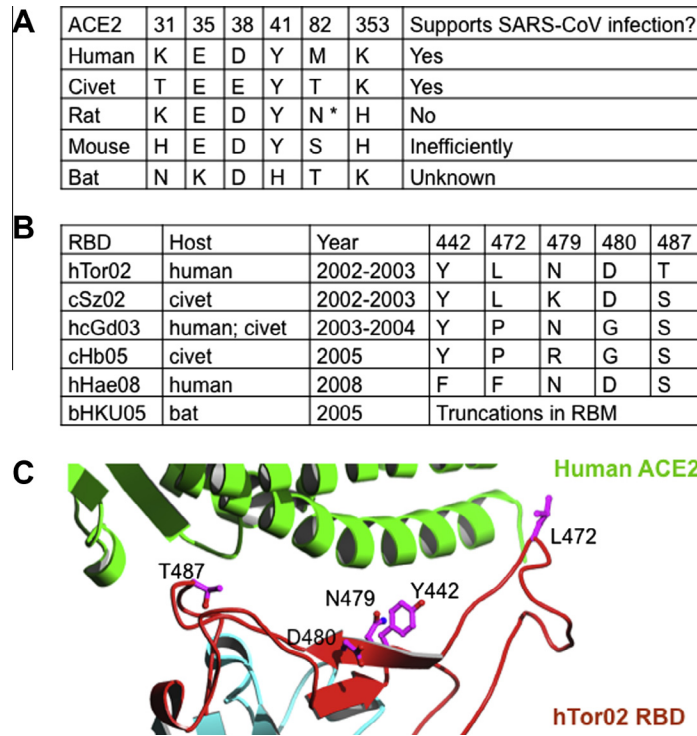 A
ACE2 31 35 38 41 82 353 Supports SARS-CoV infection?
Human K E D Y M K Yes
Civet T E E Y T K Yes
Rat K E D Y N * H No
Mouse H E D Y S H Inefficiently
Bat N K D H T K Unknown
B
RBD Host Year 442 472 479 480 487
hTor02 human 2002-2003 Y L N D T
cSz02 civet 2002-2003 Y L K D S
hcGd03 human; civet 2003-2004 Y P N G S
cHb05 civet 2005 Y P R G S
hHae08 human 2008 F F N D S
bHKU05 bat 2005 Truncations in RBM
C
Human ACE2
L472
T487
N479 Y442
D480
hTor02 RBD